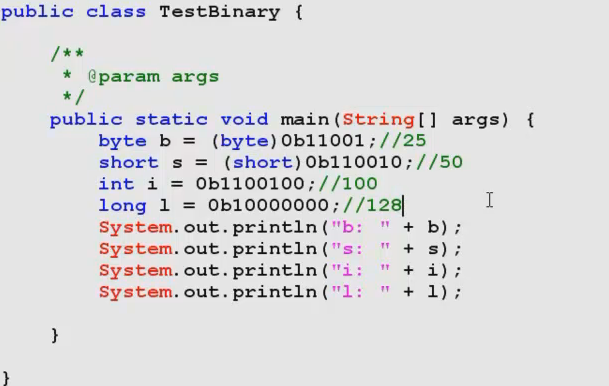 public class TestBinary {
/**
* @param args
*/
public static void main(String[] args) {
byte b = (byte)0b11001;//25
short s = (short)0b110010;//50
int i = 0b1100100;//100
long l = 0b10000000;//128
System.out.println("b: " + b);
System.out.println("s: " + s);
System.out.println("i: " + i);
System.out.println("l: " + l);
}
}